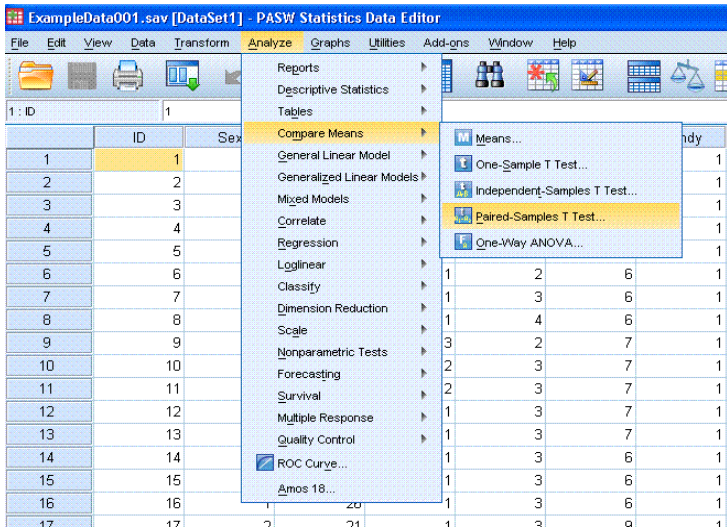 ExampleData001.sav [DataSet1] - PASW Statistics Data Editor
File Edit View Data Transform Analyze Graphs Utilities Add-ons Window Help
1 : ID 1
ID Sex ndy
Reports
Descriptive Statistics
Tables
Compare Means
General Linear Model
Generalized Linear Models
Mixed Models
Correlate
Regression
Loglinear
Classify
Dimension Reduction
Scale
Nonparametric Tests
Forecasting
Survival
Multiple Response
Quality Control
ROC Curve...
Amos 18...
Means...
One-Sample T Test...
Independent-Samples T Test...
Paired-Samples T Test...
One-Way ANOVA...
1 1 1
2 2 1
3 3 1
4 4 1
5 5 1
6 6 1 2 6 1
7 7 1 3 6 1
8 8 1 4 6 1
9 9 3 2 7 1
10 10 2 3 7 1
11 11 2 3 7 1
12 12 1 3 7 1
13 13 1 3 7 1
14 14 1 3 6 1
15 15 1 3 6 1
16 16 1 20 1 3 6 1
17 17 2 21 1 3